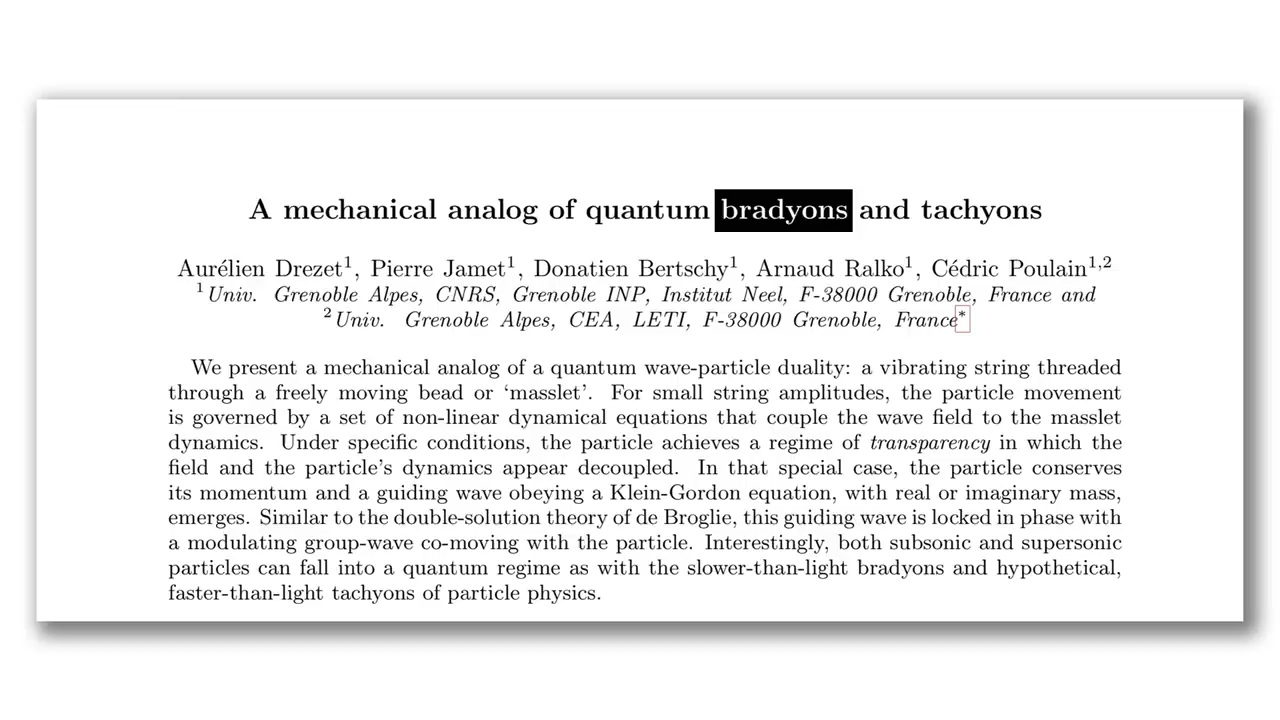 A mechanical analog of quantum bradyons and tachyons
Aurélien Drezet¹, Pierre Jamet¹, Donatien Bertschy¹, Arnaud Ralko¹, Cédric Poulain¹,²
¹Univ. Grenoble Alpes, CNRS, Grenoble INP, Institut Neel, F-38000 Grenoble, France and
²Univ. Grenoble Alpes, CEA, LETI, F-38000 Grenoble, France*
We present a mechanical analog of a quantum wave-particle duality: a vibrating string threaded
through a freely moving bead or ‘masslet’. For small string amplitudes, the particle movement
is governed by a set of non-linear dynamical equations that couple the wave field to the masslet
dynamics. Under specific conditions, the particle achieves a regime of transparency in which the
field and the particle’s dynamics appear decoupled. In that special case, the particle conserves
its momentum and a guiding wave obeying a Klein-Gordon equation, with real or imaginary mass,
emerges. Similar to the double-solution theory of de Broglie, this guiding wave is locked in phase with
a modulating group-wave co-moving with the particle. Interestingly, both subsonic and supersonic
particles can fall into a quantum regime as with the slower-than-light bradyons and hypothetical,
faster-than-light tachyons of particle physics.